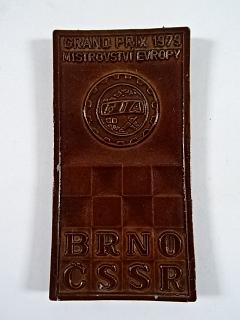 GRAND PRIX 1979
MISTROVSTVÍ EVROPY
FIA
BRNO
ČSSR